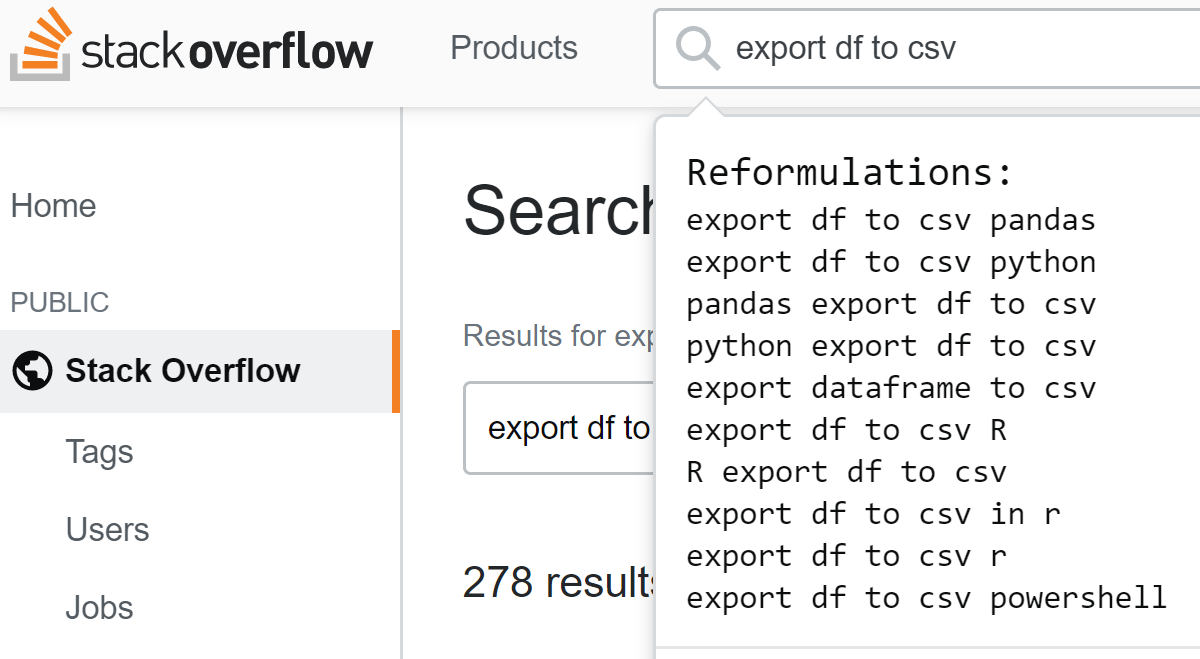 stackoverflow
Products
export df to csv
Home
PUBLIC
Stack Overflow
Tags
Users
Jobs
Search
Results for exp
export df to
278 results
Reformulations:
export df to csv pandas
export df to csv python
pandas export df to csv
python export df to csv
export dataframe to csv
export df to csv R
R export df to csv
export df to csv in r
export df to csv r
export df to csv powershell